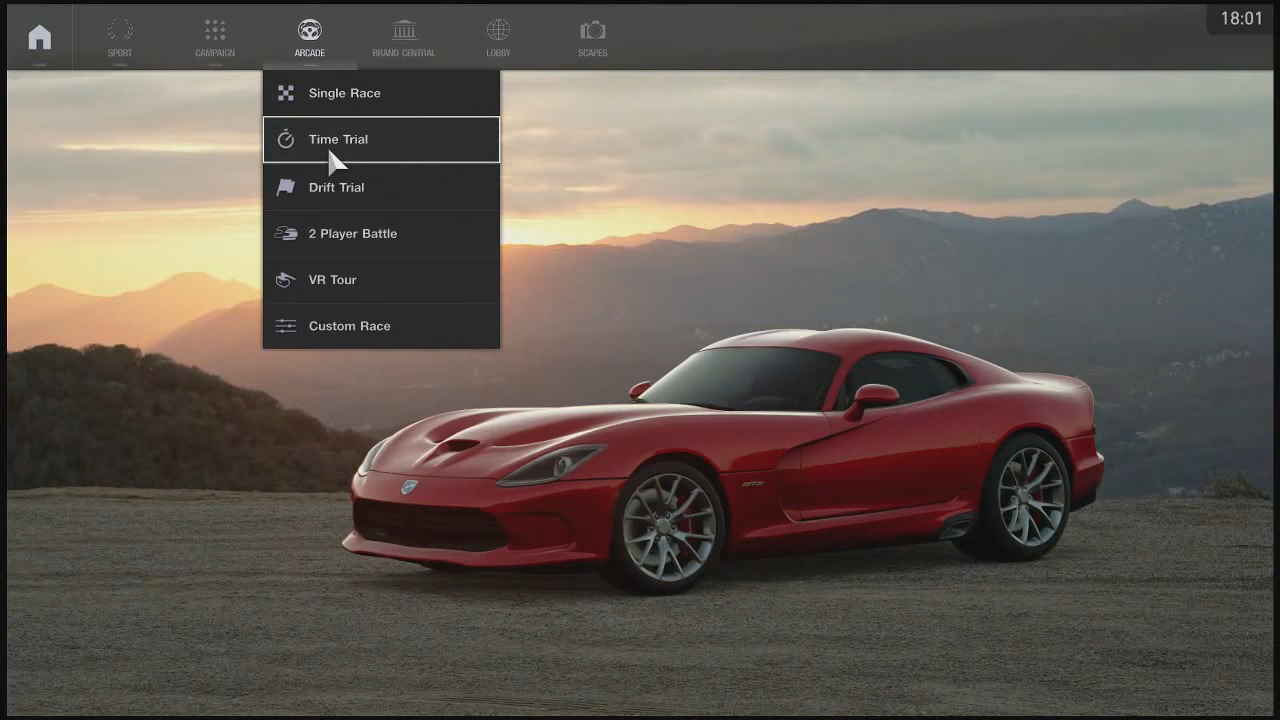 18:01
SPORT
CAMPAIGN
ARCADE
BRAND CENTRAL
LOBBY
SCAPES
Single Race
Time Trial
Drift Trial
2 Player Battle
VR Tour
Custom Race